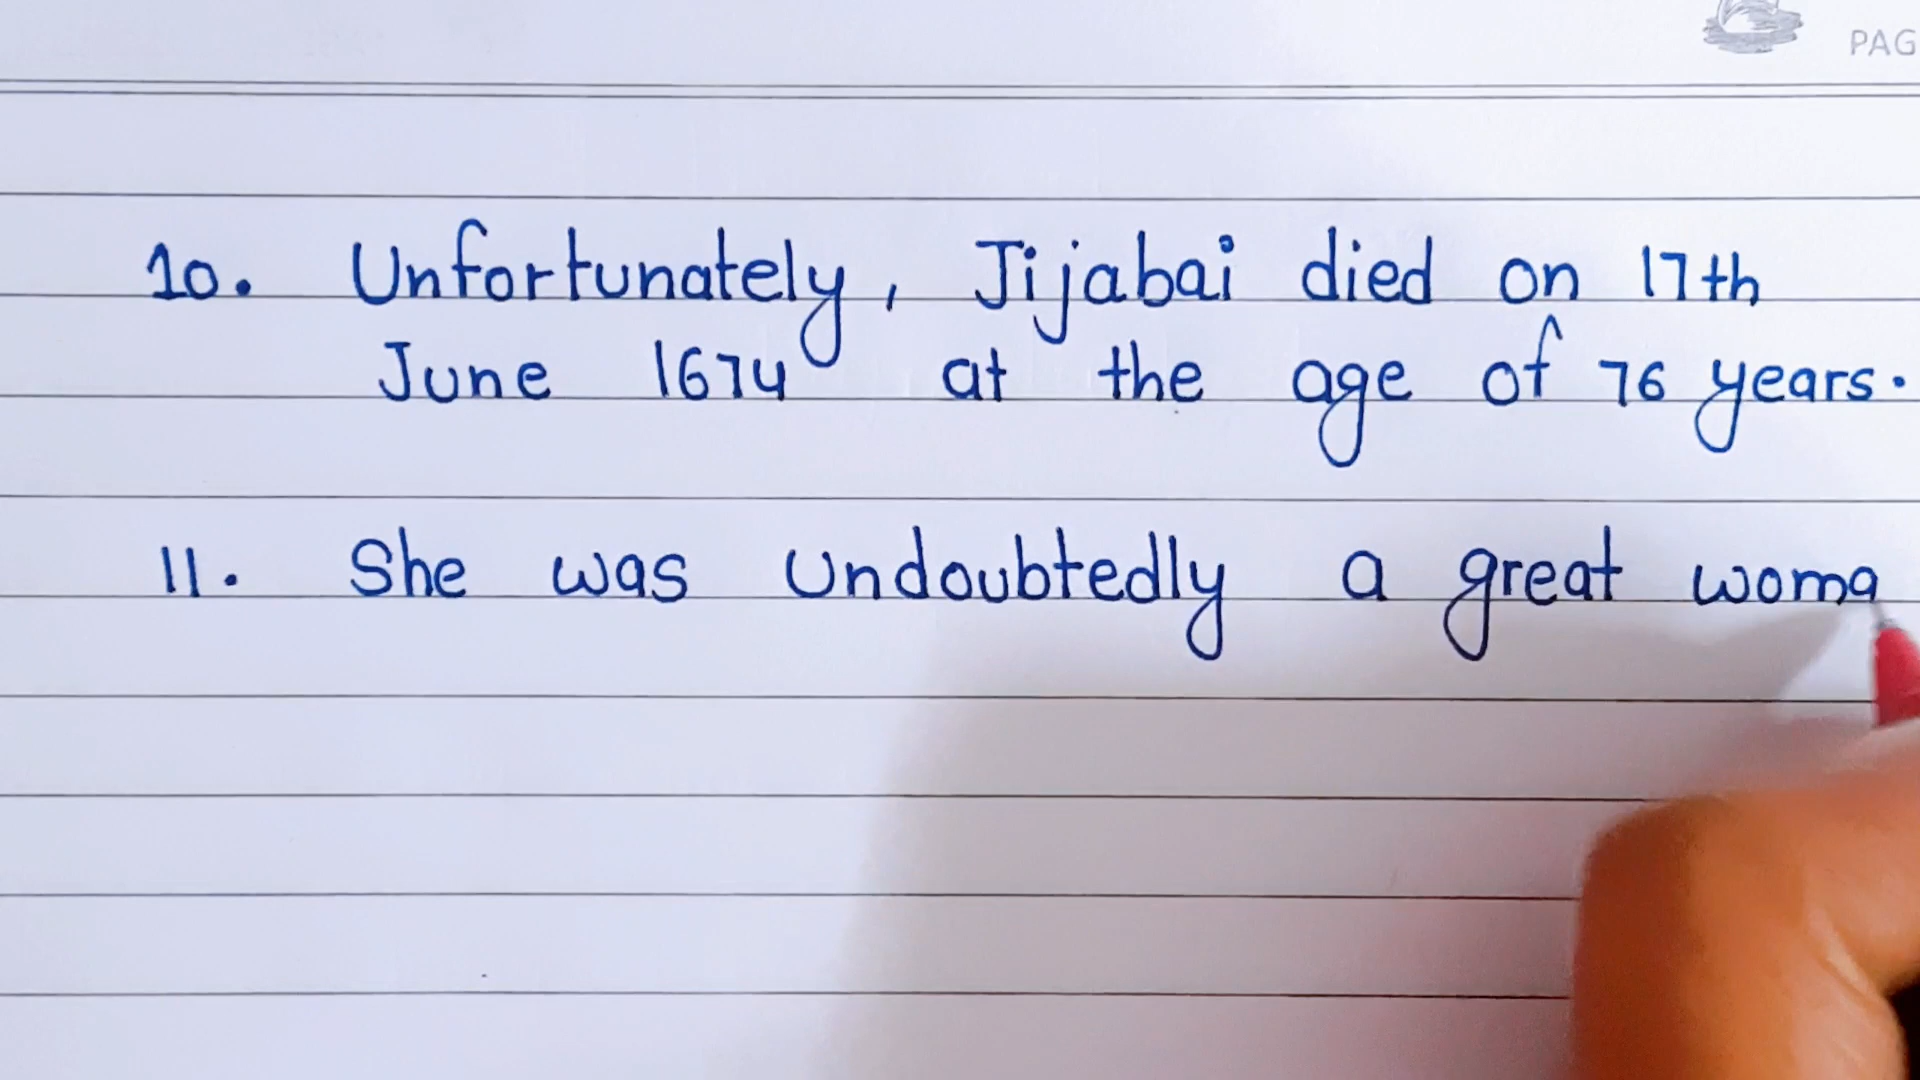 PAG
10. Unfortunately, Jijabai died on 17th
June 1674 at the age of 76 years.
11. She was undoubtedly a great woma